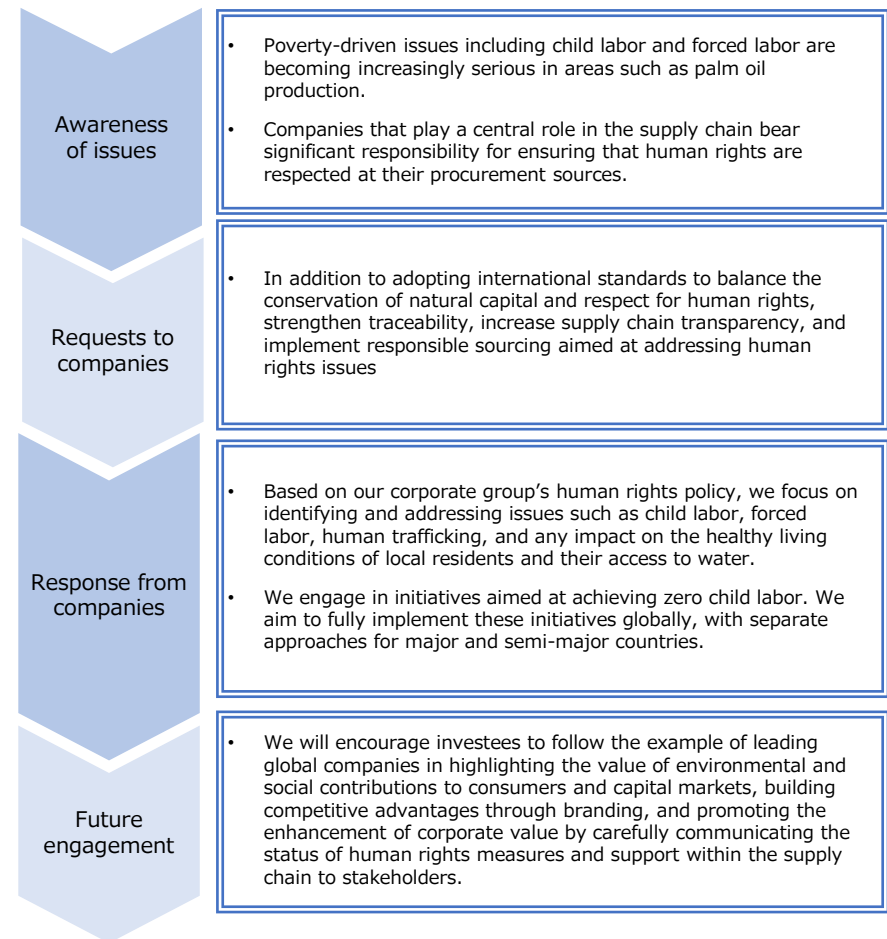 Awareness
of issues
• Poverty-driven issues including child labor and forced labor are
becoming increasingly serious in areas such as palm oil
production.
• Companies that play a central role in the supply chain bear
significant responsibility for ensuring that human rights are
respected at their procurement sources.
Requests to
companies
• In addition to adopting international standards to balance the
conservation of natural capital and respect for human rights,
strengthen traceability, increase supply chain transparency, and
implement responsible sourcing aimed at addressing human
rights issues
Response from
companies
• Based on our corporate group’s human rights policy, we focus on
identifying and addressing issues such as child labor, forced
labor, human trafficking, and any impact on the healthy living
conditions of local residents and their access to water.
• We engage in initiatives aimed at achieving zero child labor. We
aim to fully implement these initiatives globally, with separate
approaches for major and semi-major countries.
Future
engagement
• We will encourage investees to follow the example of leading
global companies in highlighting the value of environmental and
social contributions to consumers and capital markets, building
competitive advantages through branding, and promoting the
enhancement of corporate value by carefully communicating the
status of human rights measures and support within the supply
chain to stakeholders.